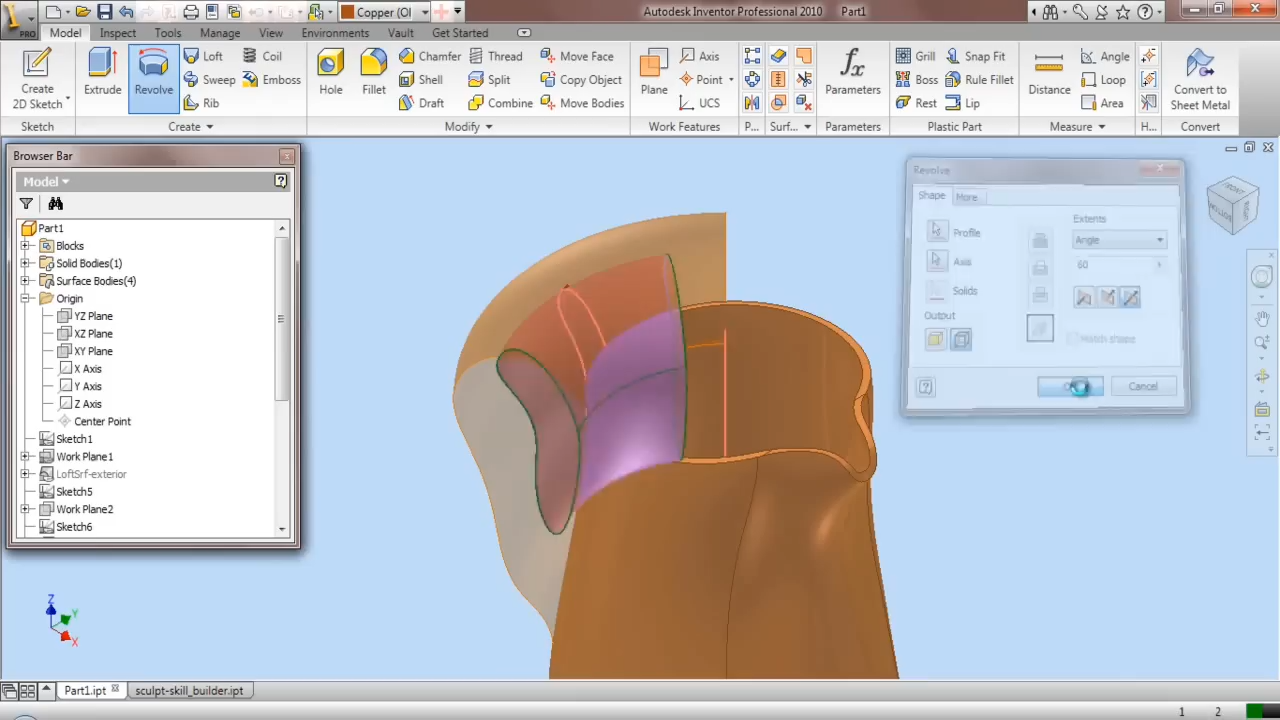 Copper (Ol
Autodesk Inventor Professional 2010 Part1
PRO
Model Inspect Tools Manage View Environments Vault Get Started
Create 2D Sketch
Extrude
Revolve
Loft
Sweep
Rib
Coil
Emboss
Hole
Fillet
Chamfer
Shell
Draft
Thread
Split
Combine
Move Face
Copy Object
Move Bodies
Plane
Axis
Point
UCS
Parameters
Grill
Boss
Rest
Snap Fit
Rule Fillet
Lip
Distance
Angle
Loop
Area
Convert to Sheet Metal
Sketch Create Modify Work Features P... Surf... Parameters Plastic Part Measure H... Convert
Browser Bar
Model
Part1
Blocks
Solid Bodies(1)
Surface Bodies(4)
Origin
YZ Plane
XZ Plane
XY Plane
X Axis
Y Axis
Z Axis
Center Point
Sketch1
Work Plane1
LoftSrf-exterior
Sketch5
Work Plane2
Sketch6
Revolve
Shape More
Profile
Axis
Solids
Output
Extents
Angle
60
Match shape
Cancel
FRONT
BOTTOM
Z
Y
X
Part1.ipt sculpt-skill_builder.ipt
1 2